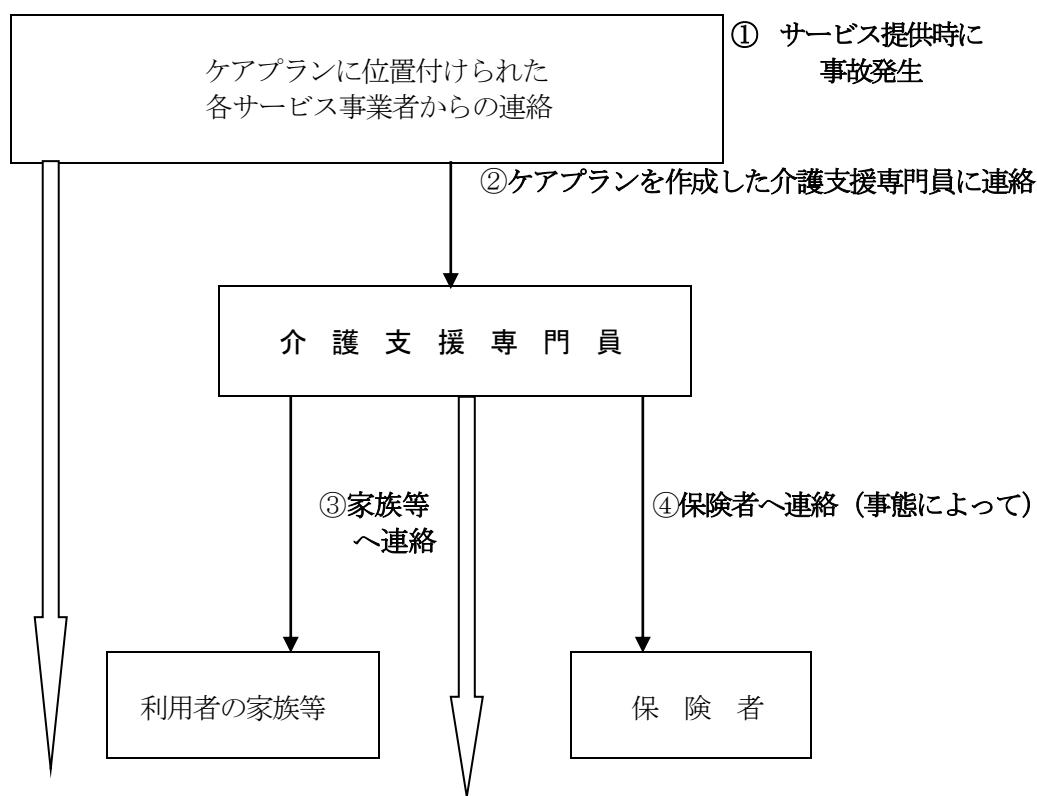 ① サービス提供時に
事故発生
ケアプランに位置付けられた
各サービス事業者からの連絡
②ケアプランを作成した介護支援専門員に連絡
介 護 支 援 専 門 員
③家族等
へ連絡
④保険者へ連絡（事態によって）
利用者の家族等
保 険 者